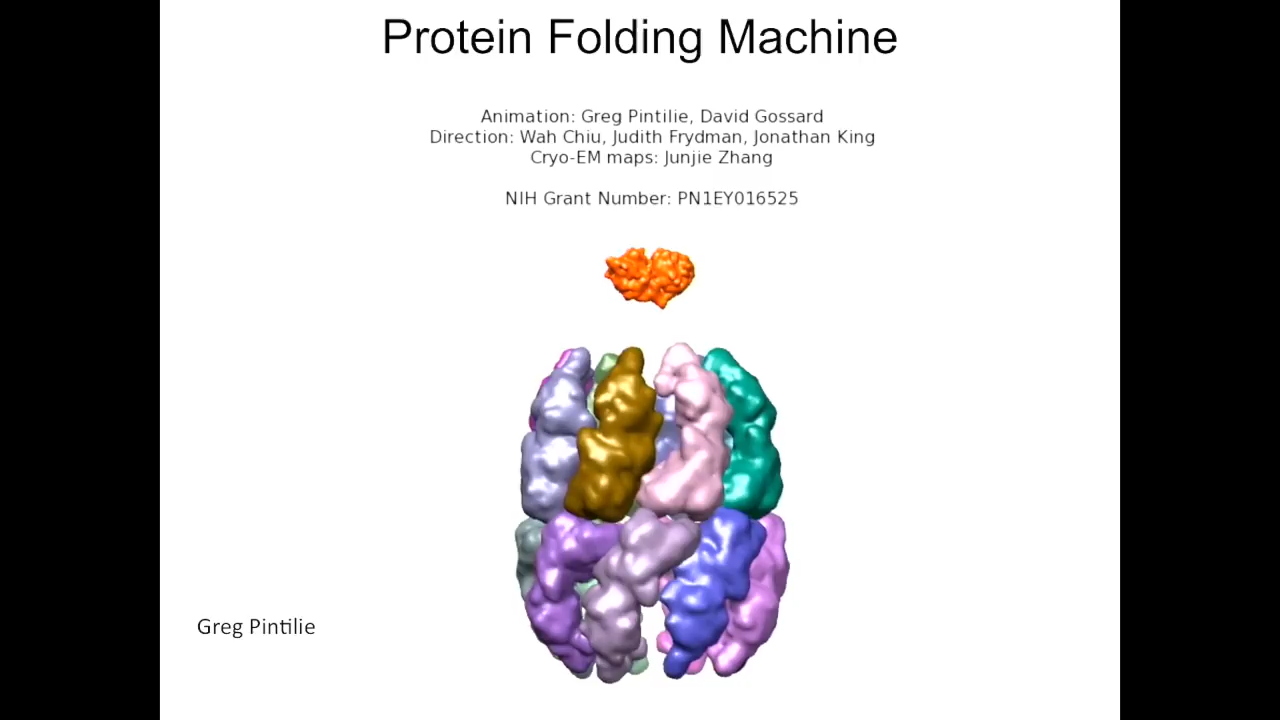 Protein Folding Machine
Animation: Greg Pintilie, David Gossard
Direction: Wah Chiu, Judith Frydman, Jonathan King
Cryo-EM maps: Junjie Zhang
NIH Grant Number: PN1EY016525
Greg Pintilie